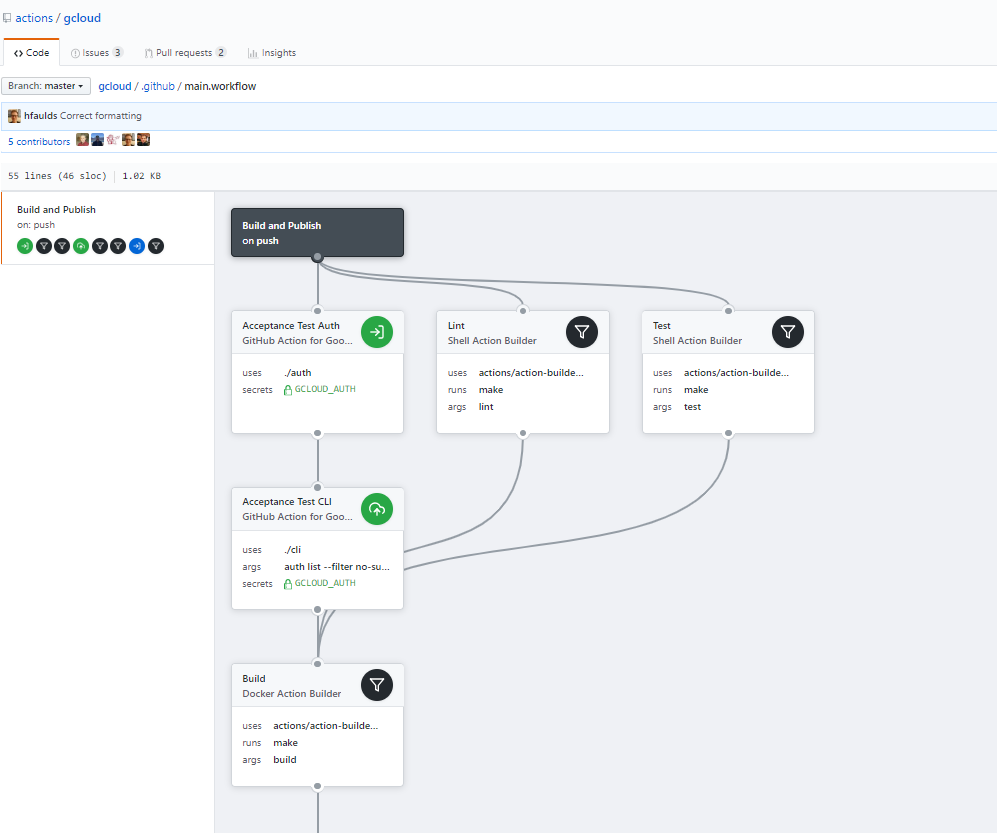 actions / gcloud
Code Issues 3 Pull requests 2 Insights
Branch: master gcloud / .github / main.workflow
hfaulds Correct formatting
5 contributors
55 lines (46 sloc) 1.02 KB
Build and Publish
on: push
Build and Publish
on push
Acceptance Test Auth
GitHub Action for Goo...
uses ./auth
secrets GCLOUD_AUTH
Lint
Shell Action Builder
uses actions/action-builde...
runs make
args lint
Test
Shell Action Builder
uses actions/action-builde...
runs make
args test
Acceptance Test CLI
GitHub Action for Goo...
uses ./cli
args auth list --filter no-su...
secrets GCLOUD_AUTH
Build
Docker Action Builder
uses actions/action-builde...
runs make
args build